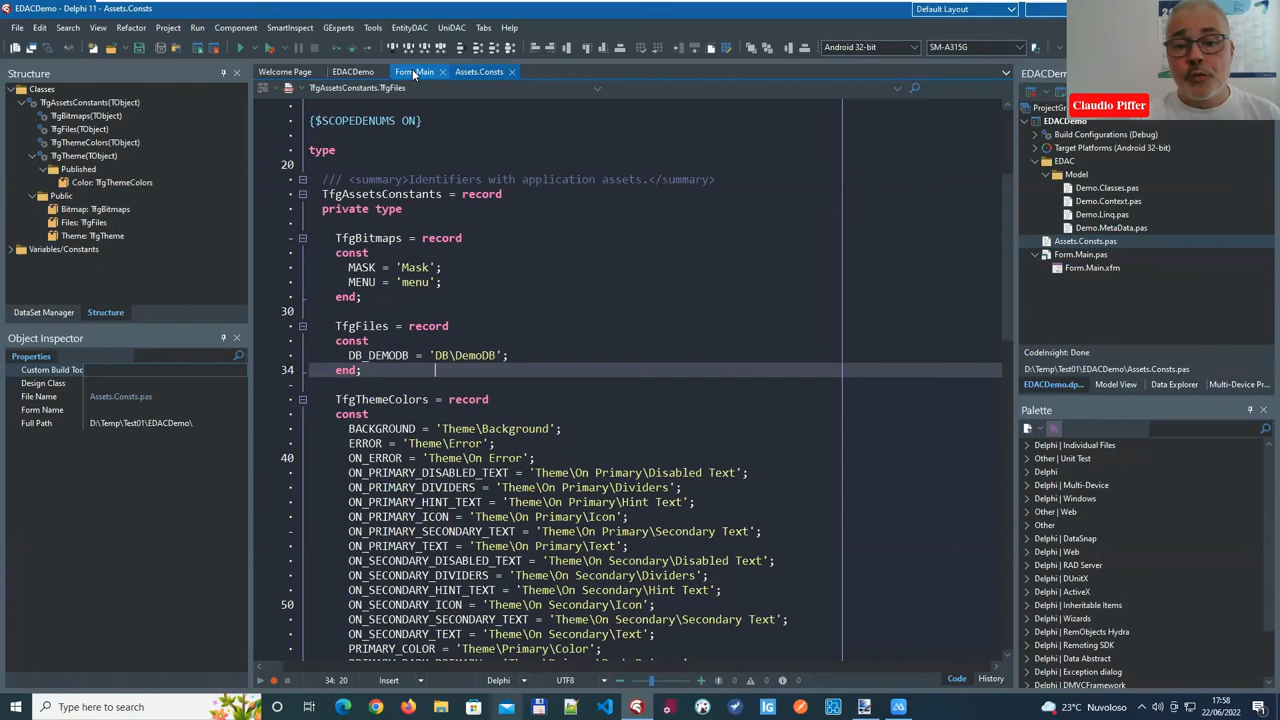 EDACDemo - Delphi 11 - Assets.Consts
Default Layout
File Edit Search View Refactor Project Run Component SmartInspect GExperts Tools EntityDAC UniDAC Tabs Help
Android 32-bit
SM-A315G
Structure
Classes
TfgAssetsConstants(TObject)
TfgBitmaps(TObject)
TfgFiles(TObject)
TfgThemeColors(TObject)
TfgTheme(TObject)
Published
Color: TfgThemeColors
Public
Bitmap: TfgBitmaps
Files: TfgFiles
Theme: TfgTheme
Variables/Constants
DataSet Manager Structure
Object Inspector
Properties
Custom Build Toc
Design Class
File Name Assets.Consts.pas
Form Name
Full Path D:\Temp\Test01\EDACDemo\
Welcome Page EDACDemo Form.Main Assets.Consts
TfgAssetsConstants.TfgFiles
{$SCOPEDENUMS ON}
type
20
/// <summary>Identifiers with application assets.</summary>
TfgAssetsConstants = record
private type
TfgBitmaps = record
const
MASK = 'Mask';
MENU = 'menu';
end;
30
TfgFiles = record
const
DB_DEMODB = 'DB\DemoDB';
34 end;
TfgThemeColors = record
const
BACKGROUND = 'Theme\Background';
ERROR = 'Theme\Error';
40 ON_ERROR = 'Theme\On Error';
ON_PRIMARY_DISABLED_TEXT = 'Theme\On Primary\Disabled Text';
ON_PRIMARY_DIVIDERS = 'Theme\On Primary\Dividers';
ON_PRIMARY_HINT_TEXT = 'Theme\On Primary\Hint Text';
ON_PRIMARY_ICON = 'Theme\On Primary\Icon';
ON_PRIMARY_SECONDARY_TEXT = 'Theme\On Primary\Secondary Text';
ON_PRIMARY_TEXT = 'Theme\On Primary\Text';
ON_SECONDARY_DISABLED_TEXT = 'Theme\On Secondary\Disabled Text';
ON_SECONDARY_DIVIDERS = 'Theme\On Secondary\Dividers';
ON_SECONDARY_HINT_TEXT = 'Theme\On Secondary\Hint Text';
50 ON_SECONDARY_ICON = 'Theme\On Secondary\Icon';
ON_SECONDARY_SECONDARY_TEXT = 'Theme\On Secondary\Secondary Text';
ON_SECONDARY_TEXT = 'Theme\On Secondary\Text';
PRIMARY_COLOR = 'Theme\Primary\Color';
34: 20 Insert Delphi UTF8 0 0 0
Code History
Claudio Piffer
ProjectGr
EDACDemo
Build Configurations (Debug)
Target Platforms (Android 32-bit)
EDAC
Model
Demo.Classes.pas
Demo.Context.pas
Demo.Linq.pas
Demo.MetaData.pas
Assets.Consts.pas
Form.Main.pas
Form.Main.xfm
CodeInsight: Done.
D:\Temp\Test01\EDACDemo\Assets.Consts.pas
EDACDemo.dp... Model View Data Explorer Multi-Device Pr...
Palette
Delphi | Individual Files
Other | Unit Test
Delphi
Delphi | Multi-Device
Delphi | Windows
Other | Web
Other
Delphi | DataSnap
Delphi | Web
Delphi | RAD Server
Delphi | DUnitX
Delphi | ActiveX
Delphi | Inheritable Items
Delphi | Wizards
Delphi | RemObjects Hydra
Delphi | Data Abstract
Delphi | Exception dialog
Delphi | DMVCFramework
Type here to search
23°C Nuvoloso
17:58
22/06/2022